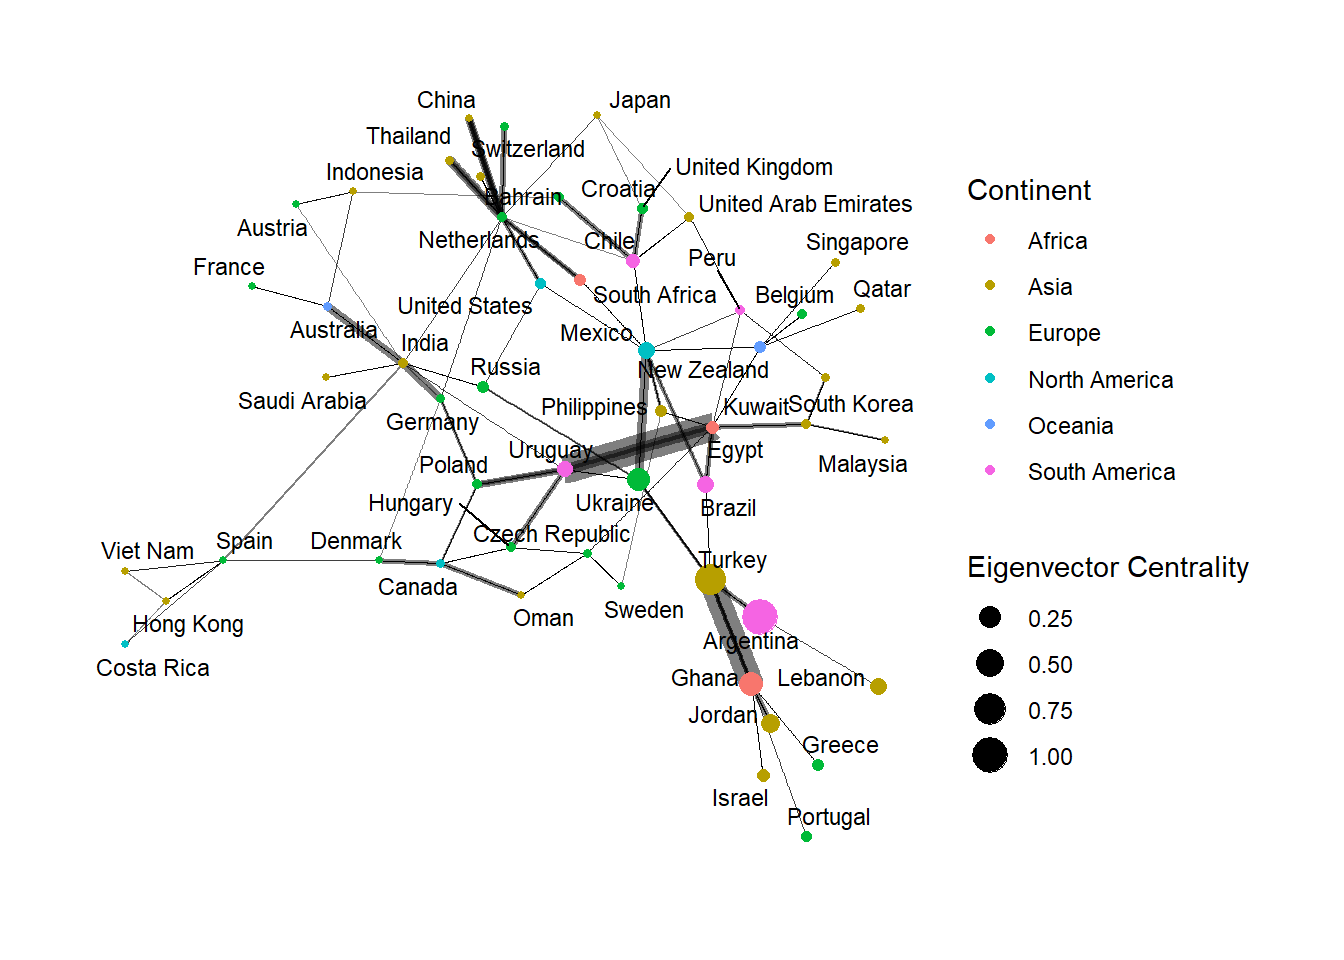 China
Japan
Thailand
Switzerland
Indonesia
United Kingdom
Bahrain
Croatia
United Arab Emirates
Austria
Netherlands
Chile
Singapore
France
Peru
United States
South Africa
Belgium
Qatar
Australia
India
Mexico
Russia
New Zealand
Saudi Arabia
Germany
Philippines
Kuwait
South Korea
Uruguay
Egypt
Poland
Malaysia
Hungary
Ukraine
Brazil
Czech Republic
Viet Nam
Spain
Denmark
Turkey
Canada
Oman
Sweden
Hong Kong
Argentina
Costa Rica
Ghana
Lebanon
Jordan
Greece
Israel
Portugal
Continent
Africa
Asia
Europe
North America
Oceania
South America
Eigenvector Centrality
0.25
0.50
0.75
1.00